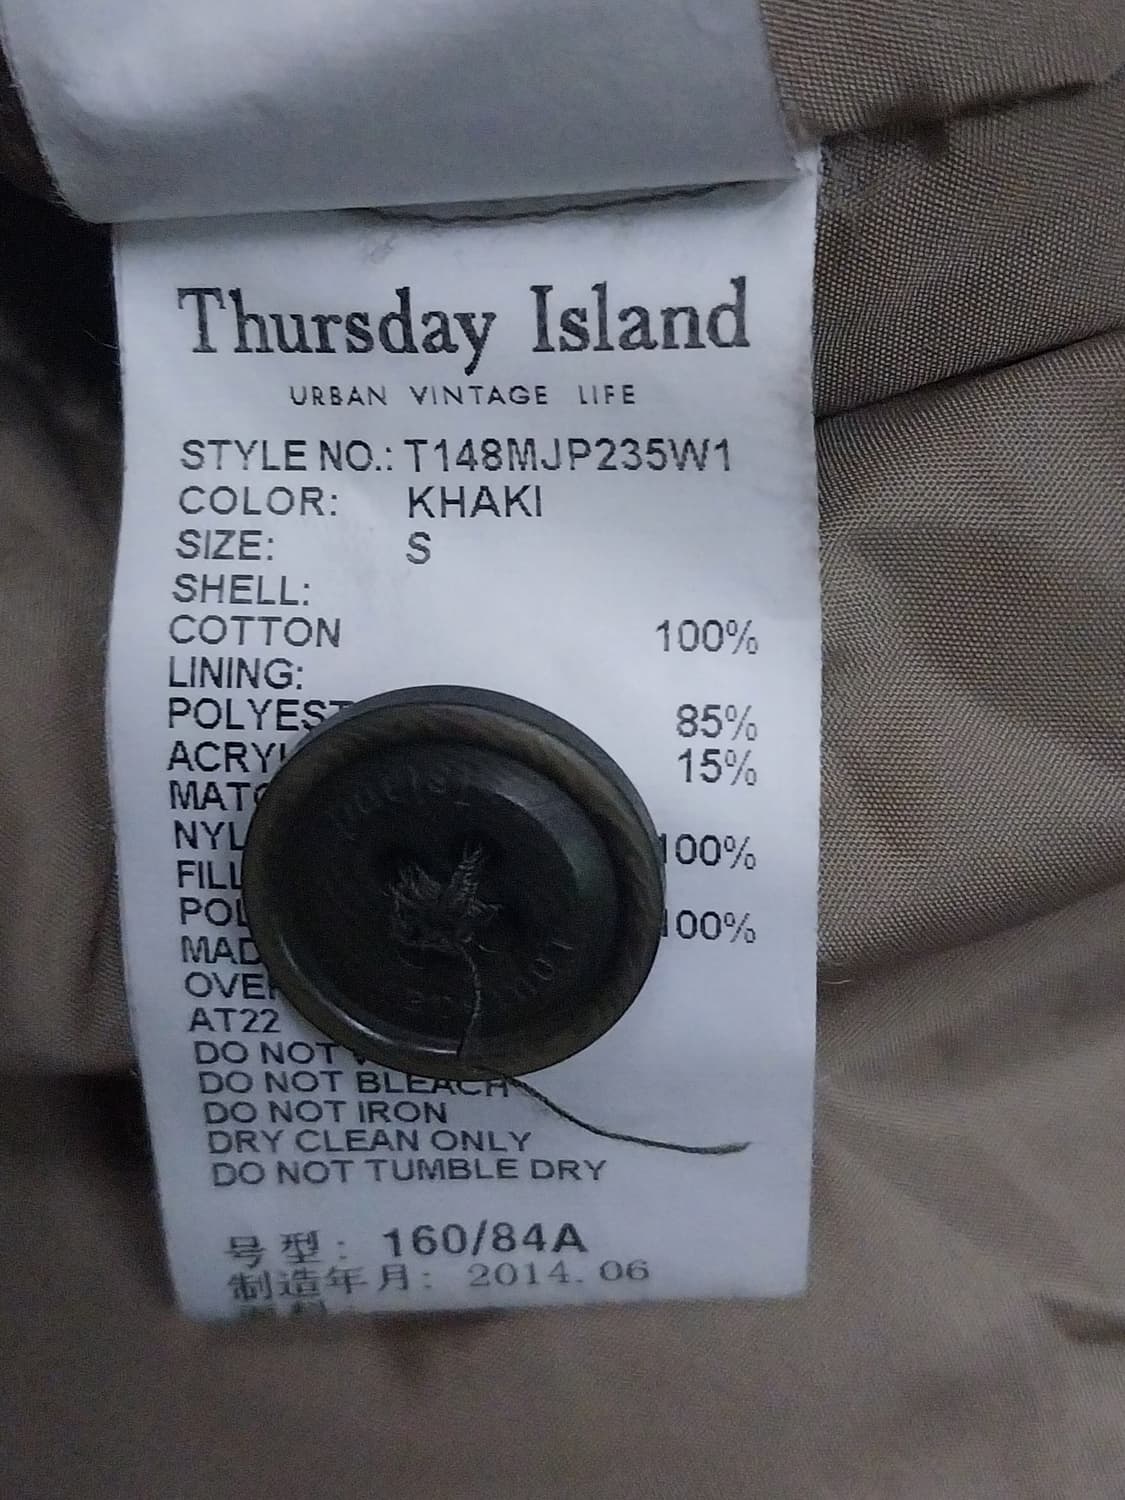 Thursday Island
URBAN VINTAGE LIFE
STYLE NO.: T148MJP235W1
COLOR: KHAKI
SIZE: S
SHELL:
COTTON 100%
LINING:
85%
15%
100%
100%
AT22
DO NOT
DO NOT BLEACH
DO NOT IRON
DRY CLEAN ONLY
DO NOT TUMBLE DRY
号型: 160/84A
制造年月: 2014.06